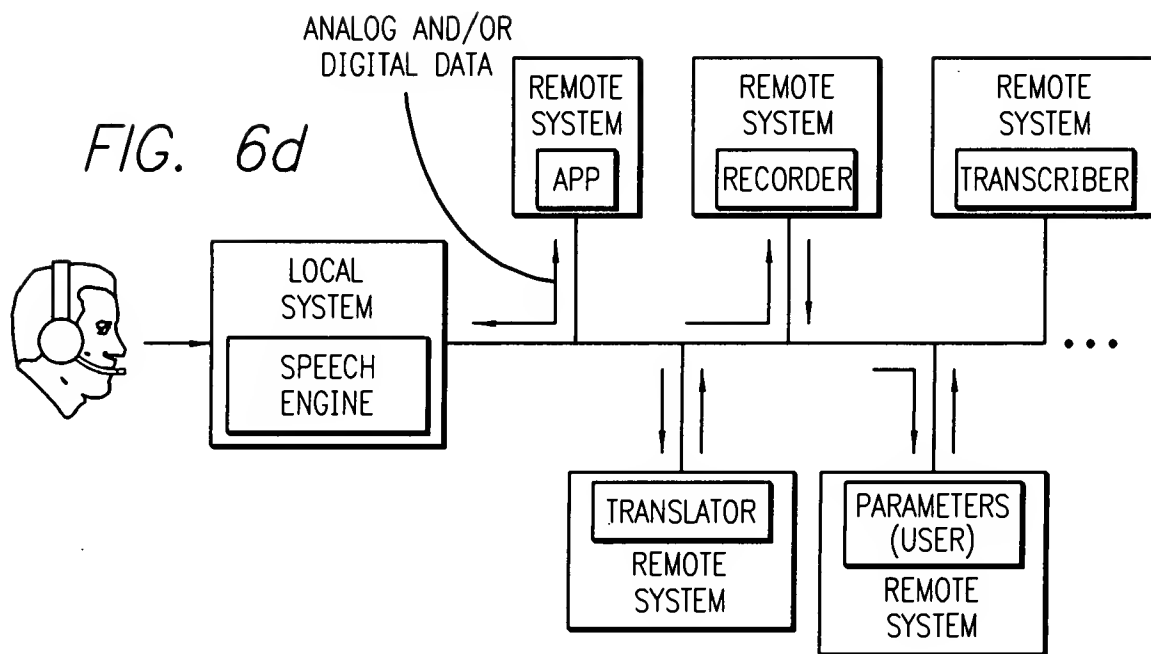 ANALOG AND/OR
DIGITAL DATA
FIG. 6d
REMOTE
SYSTEM
APP
REMOTE
SYSTEM
RECORDER
REMOTE
SYSTEM
TRANSCRIBER
LOCAL
SYSTEM
SPEECH
ENGINE
TRANSLATOR
REMOTE
SYSTEM
PARAMETERS
(USER)
REMOTE
SYSTEM